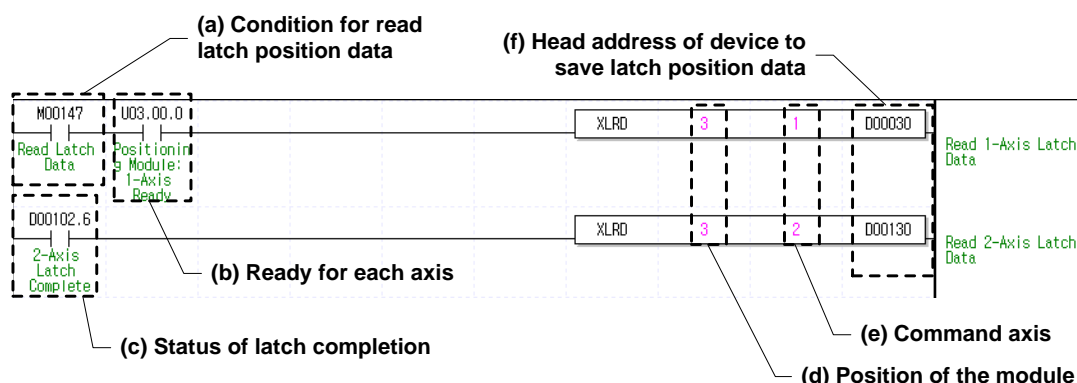 (a) Condition for read
latch position data
(f) Head address of device to
save latch position data
M00147
U03.00.0
XLRD 3 1 D00030
Read Latch
Data
Positionin
g Module:
1-Axis
Ready
Read 1-Axis Latch
Data
D00102.6
XLRD 3 2 D00130
2-Axis
Latch
Complete
Read 2-Axis Latch
Data
(b) Ready for each axis
(c) Status of latch completion
(e) Command axis
(d) Position of the module